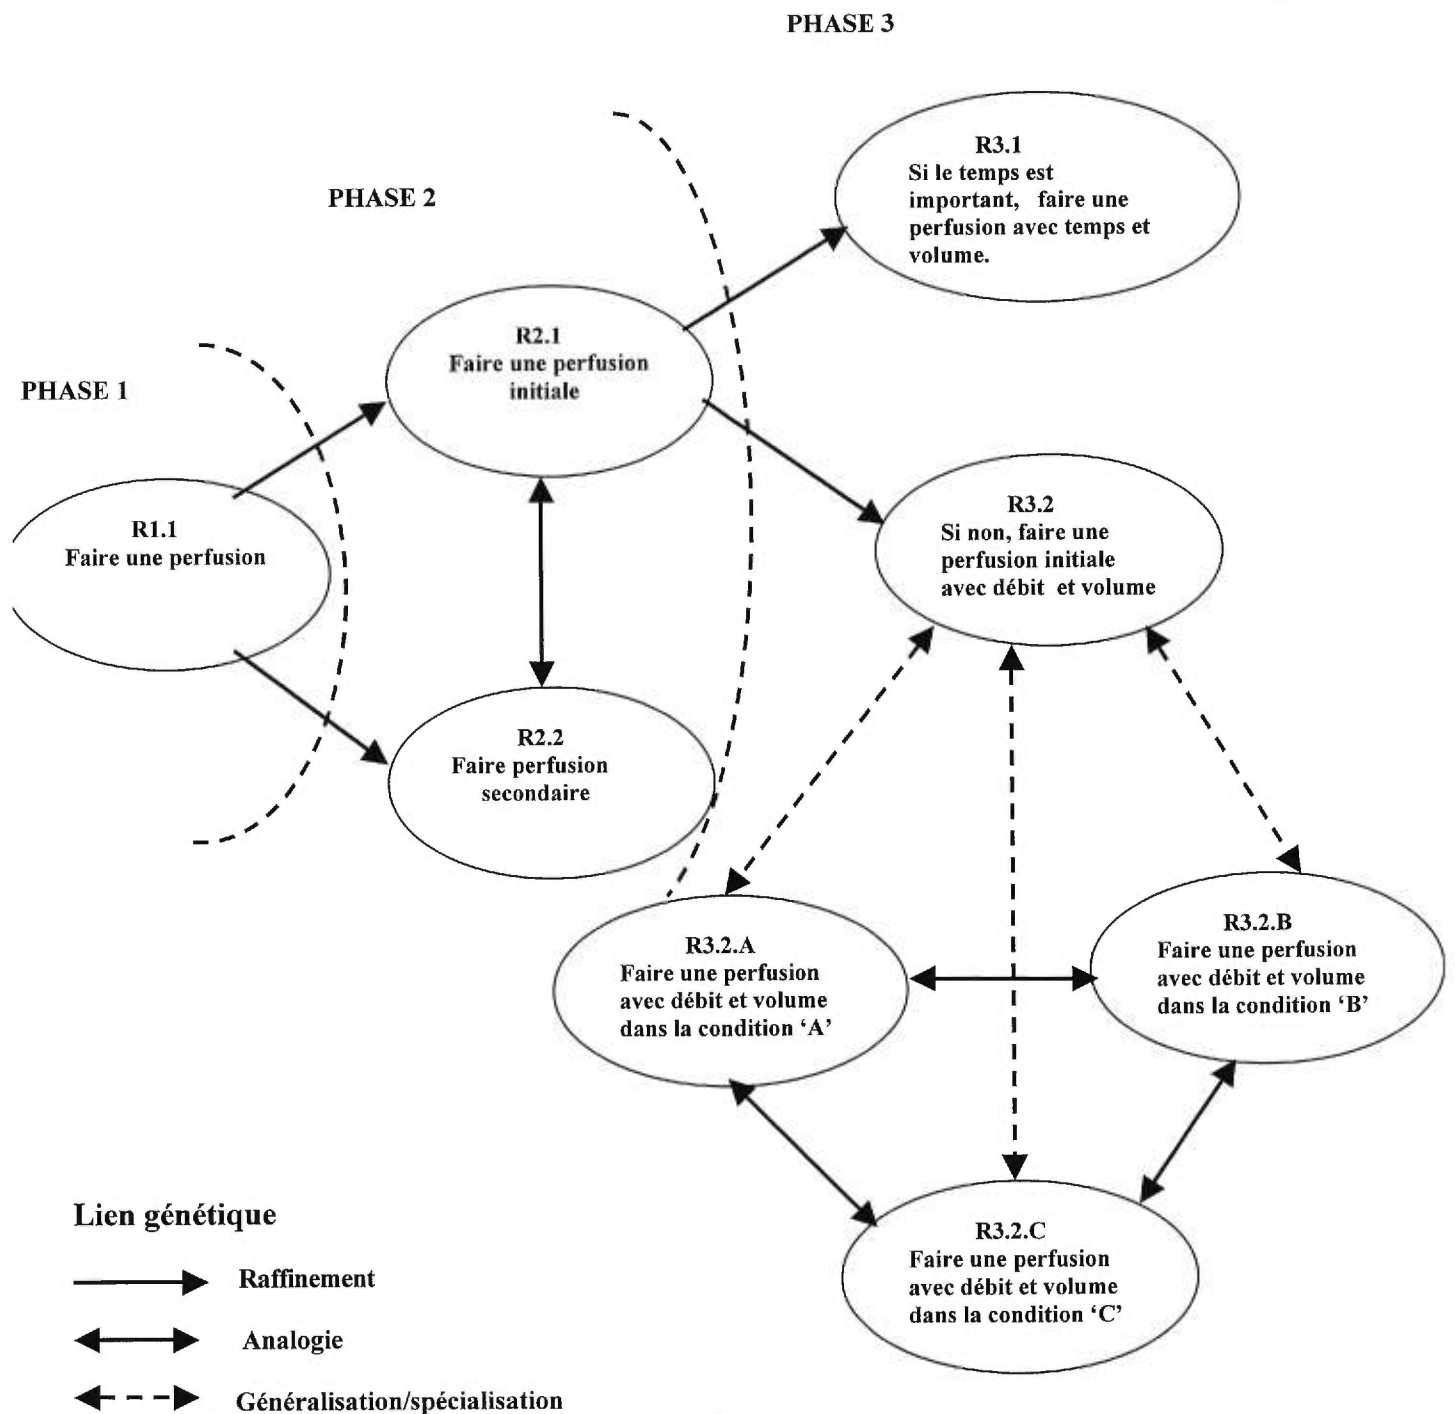 PHASE 3
R3.1
Si le temps est
important, faire une
perfusion avec temps et
volume.
PHASE 2
R2.1
Faire une perfusion
initiale
PHASE 1
R1.1
Faire une perfusion
R3.2
Si non, faire une
perfusion initiale
avec débit et volume
R2.2
Faire perfusion
secondaire
R3.2.A
Faire une perfusion
avec débit et volume
dans la condition ‘A’
R3.2.B
Faire une perfusion
avec débit et volume
dans la condition ‘B’
R3.2.C
Faire une perfusion
avec débit et volume
dans la condition ‘C’
Lien génétique
Raffinement
Analogie
Généralisation/spécialisation